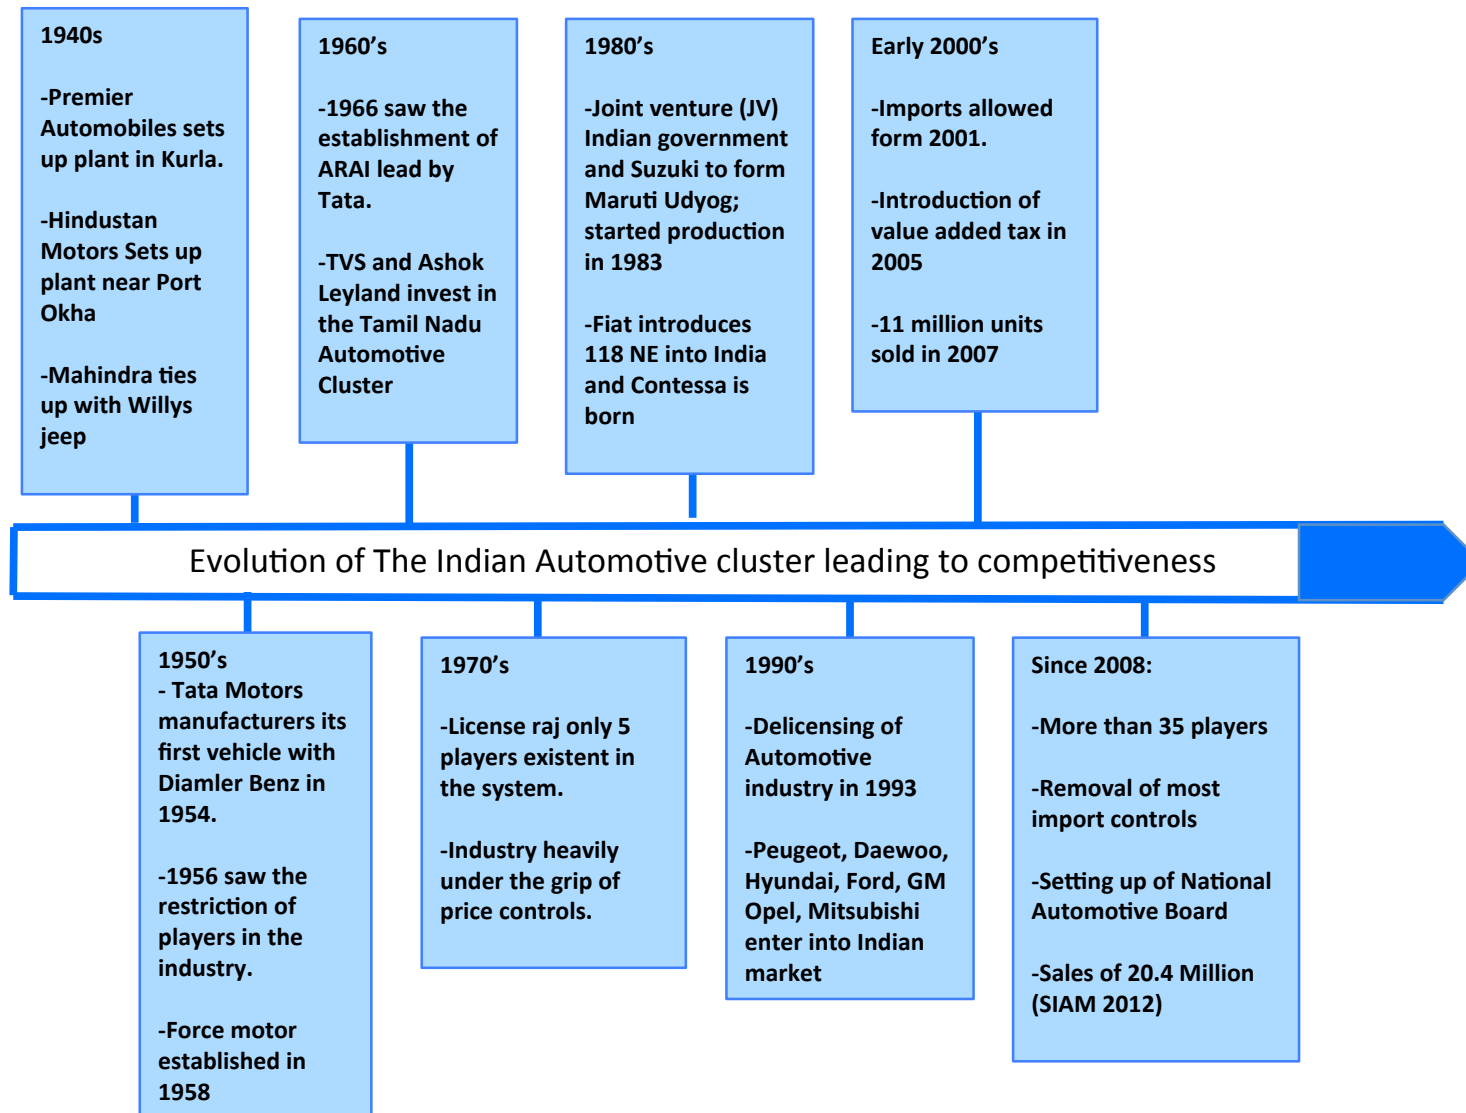 1940s
-Premier
Automobiles sets
up plant in Kurla.
-Hindustan
Motors Sets up
plant near Port
Okha
-Mahindra ties
up with Willys
jeep
1960's
-1966 saw the
establishment of
ARAI lead by
Tata.
-TVS and Ashok
Leyland invest in
the Tamil Nadu
Automotive
Cluster
1980's
-Joint venture (JV)
Indian government
and Suzuki to form
Maruti Udyog;
started production
in 1983
-Fiat introduces
118 NE into India
and Contessa is
born
Early 2000's
-Imports allowed
form 2001.
-Introduction of
value added tax in
2005
-11 million units
sold in 2007
Evolution of The Indian Automotive cluster leading to competitiveness
1950's
- Tata Motors
manufacturers its
first vehicle with
Diamler Benz in
1954.
-1956 saw the
restriction of
players in the
industry.
-Force motor
established in
1958
1970's
-License raj only 5
players existent in
the system.
-Industry heavily
under the grip of
price controls.
1990's
-Delicensing of
Automotive
industry in 1993
-Peugeot, Daewoo,
Hyundai, Ford, GM
Opel, Mitsubishi
enter into Indian
market
Since 2008:
-More than 35 players
-Removal of most
import controls
-Setting up of National
Automotive Board
-Sales of 20.4 Million
(SIAM 2012)